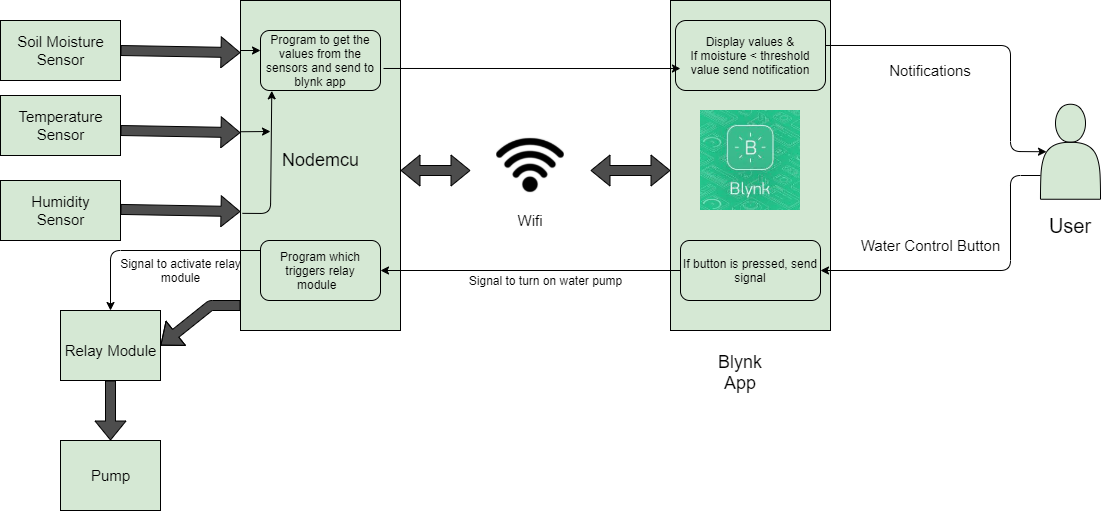 Soil Moisture
Sensor
Temperature
Sensor
Humidity
Sensor
Program to get the
values from the
sensors and send to
blynk app
Nodemcu
Program which
triggers relay
module
Signal to activate relay
module
Relay Module
Pump
Wifi
Signal to turn on water pump
Display values &
If moisture < threshold
value send notification
B
Blynk
If button is pressed, send
signal
Blynk
App
Notifications
User
Water Control Button